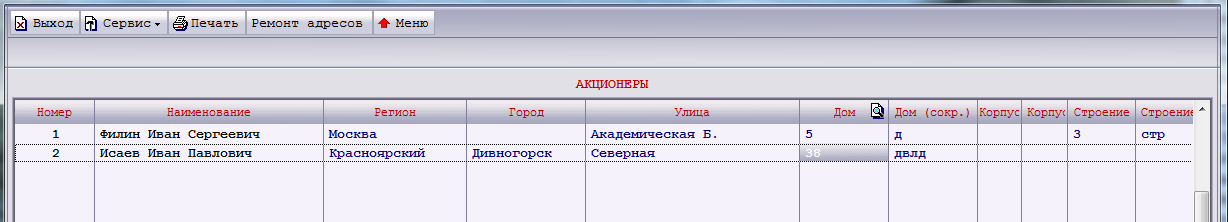 Выход Сервис Печать Ремонт адресов Меню
АКЦИОНЕРЫ
Номер Наименование Регион Город Улица Дом Дом (сокр.) Корпус Корпус Строение Строение
1 Филин Иван Сергеевич Москва Академическая Б. 5 д 3 стр
2 Исаев Иван Павлович Красноярский Дивногорск Северная 38 двлд